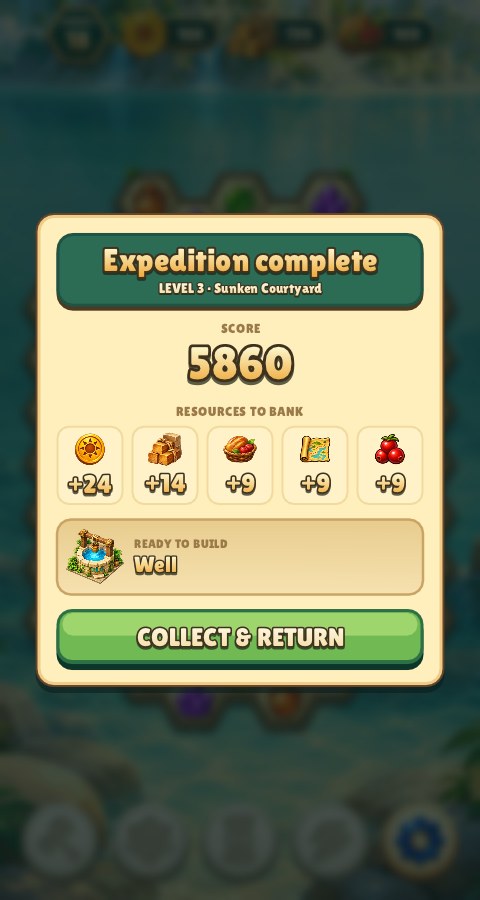 Expedition complete
LEVEL 3 · Sunken Courtyard
SCORE
5860
RESOURCES TO BANK
+24 +14 +9 +9 +9
READY TO BUILD
Well
COLLECT & RETURN